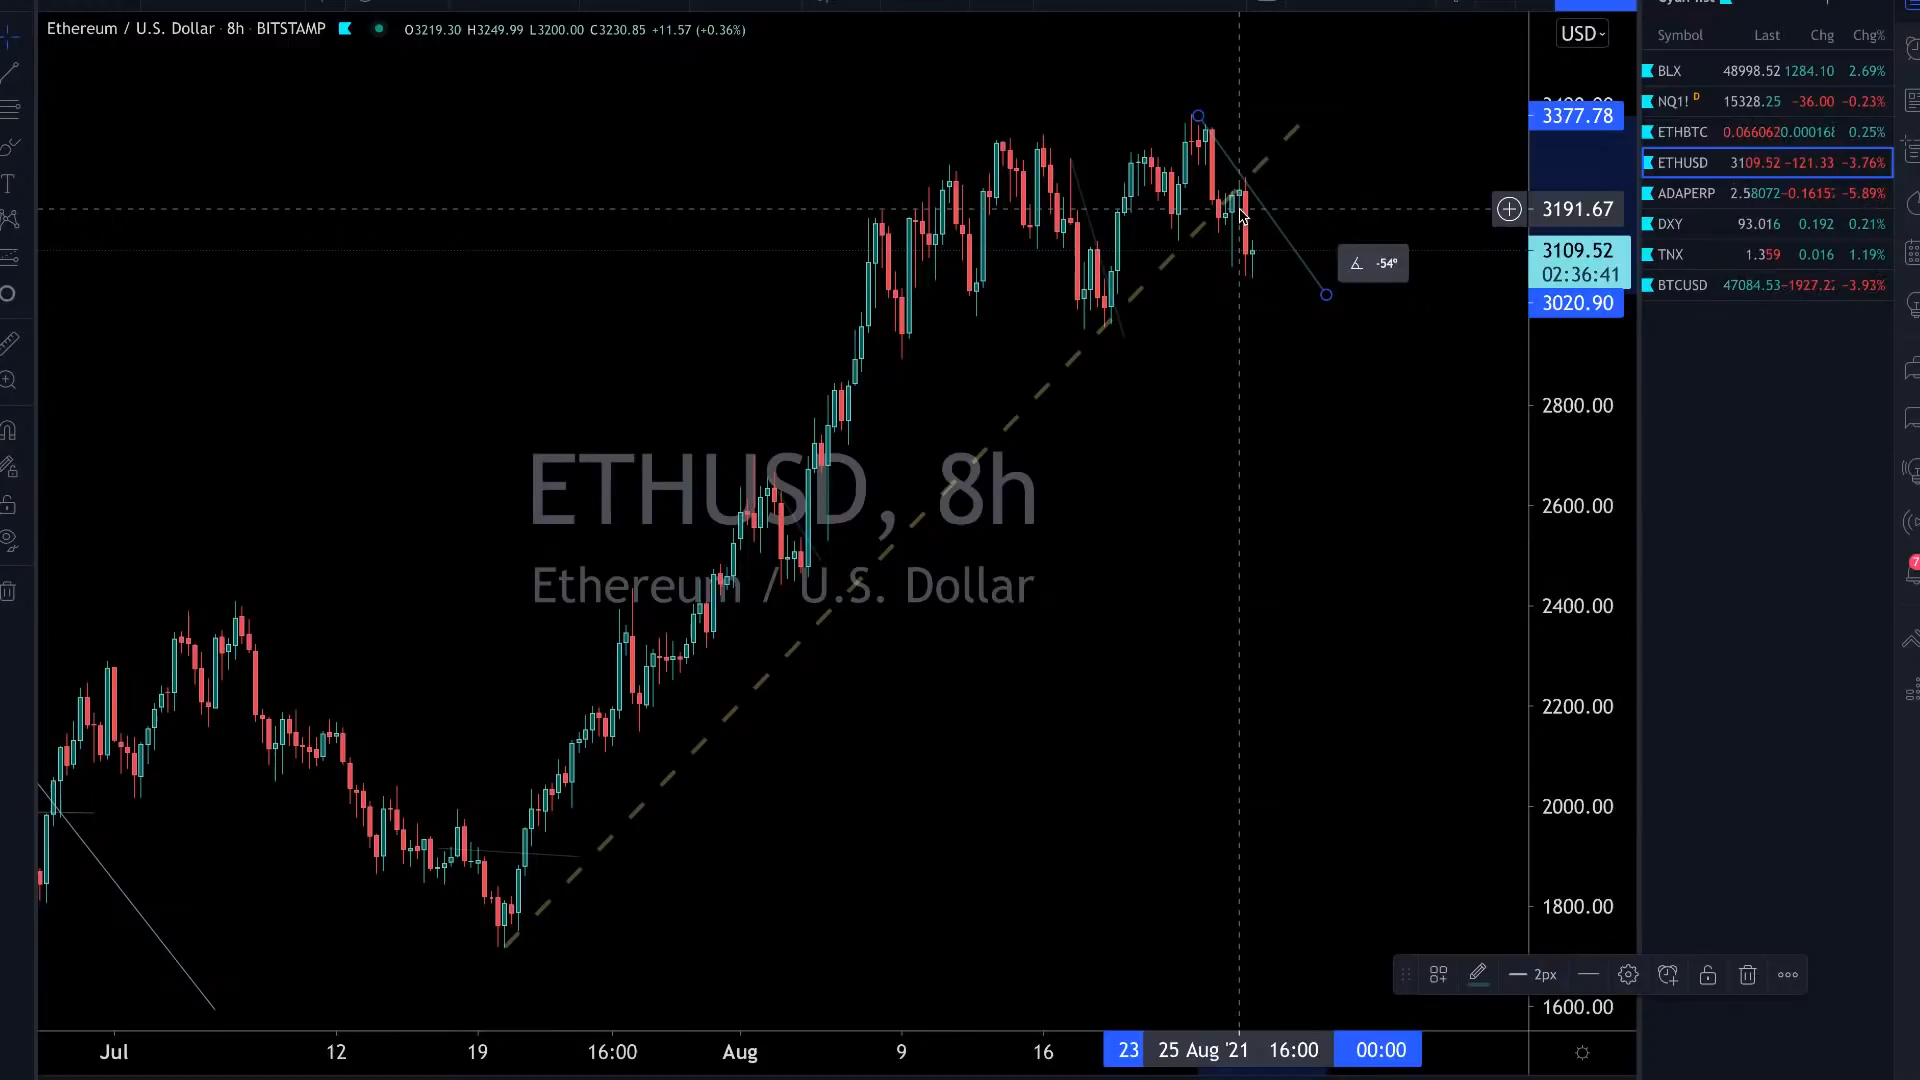 Ethereum / U.S. Dollar · 8h · BITSTAMP O3219.30 H3249.99 L3200.00 C3230.85 +11.57 (+0.36%)
USD
Symbol Last Chg Chg%
BLX 48998.52 1284.10 2.69%
NQ1! D 15328.25 −36.00 −0.23%
ETHBTC 0.066062 0.000168 0.25%
ETHUSD 3109.52 −121.33 −3.76%
ADAPERP 2.58072 −0.1615 −5.89%
DXY 93.016 0.192 0.21%
TNX 1.359 0.016 1.19%
BTCUSD 47084.53 −1927.2 −3.93%
3377.78
3191.67
3109.52
02:36:41
3020.90
-54°
2800.00
2600.00
2400.00
2200.00
2000.00
1800.00
1600.00
ETHUSD, 8h
Ethereum / U.S. Dollar
2px
7
Jul 12 19 16:00 Aug 9 16 23 25 Aug '21 16:00 00:00